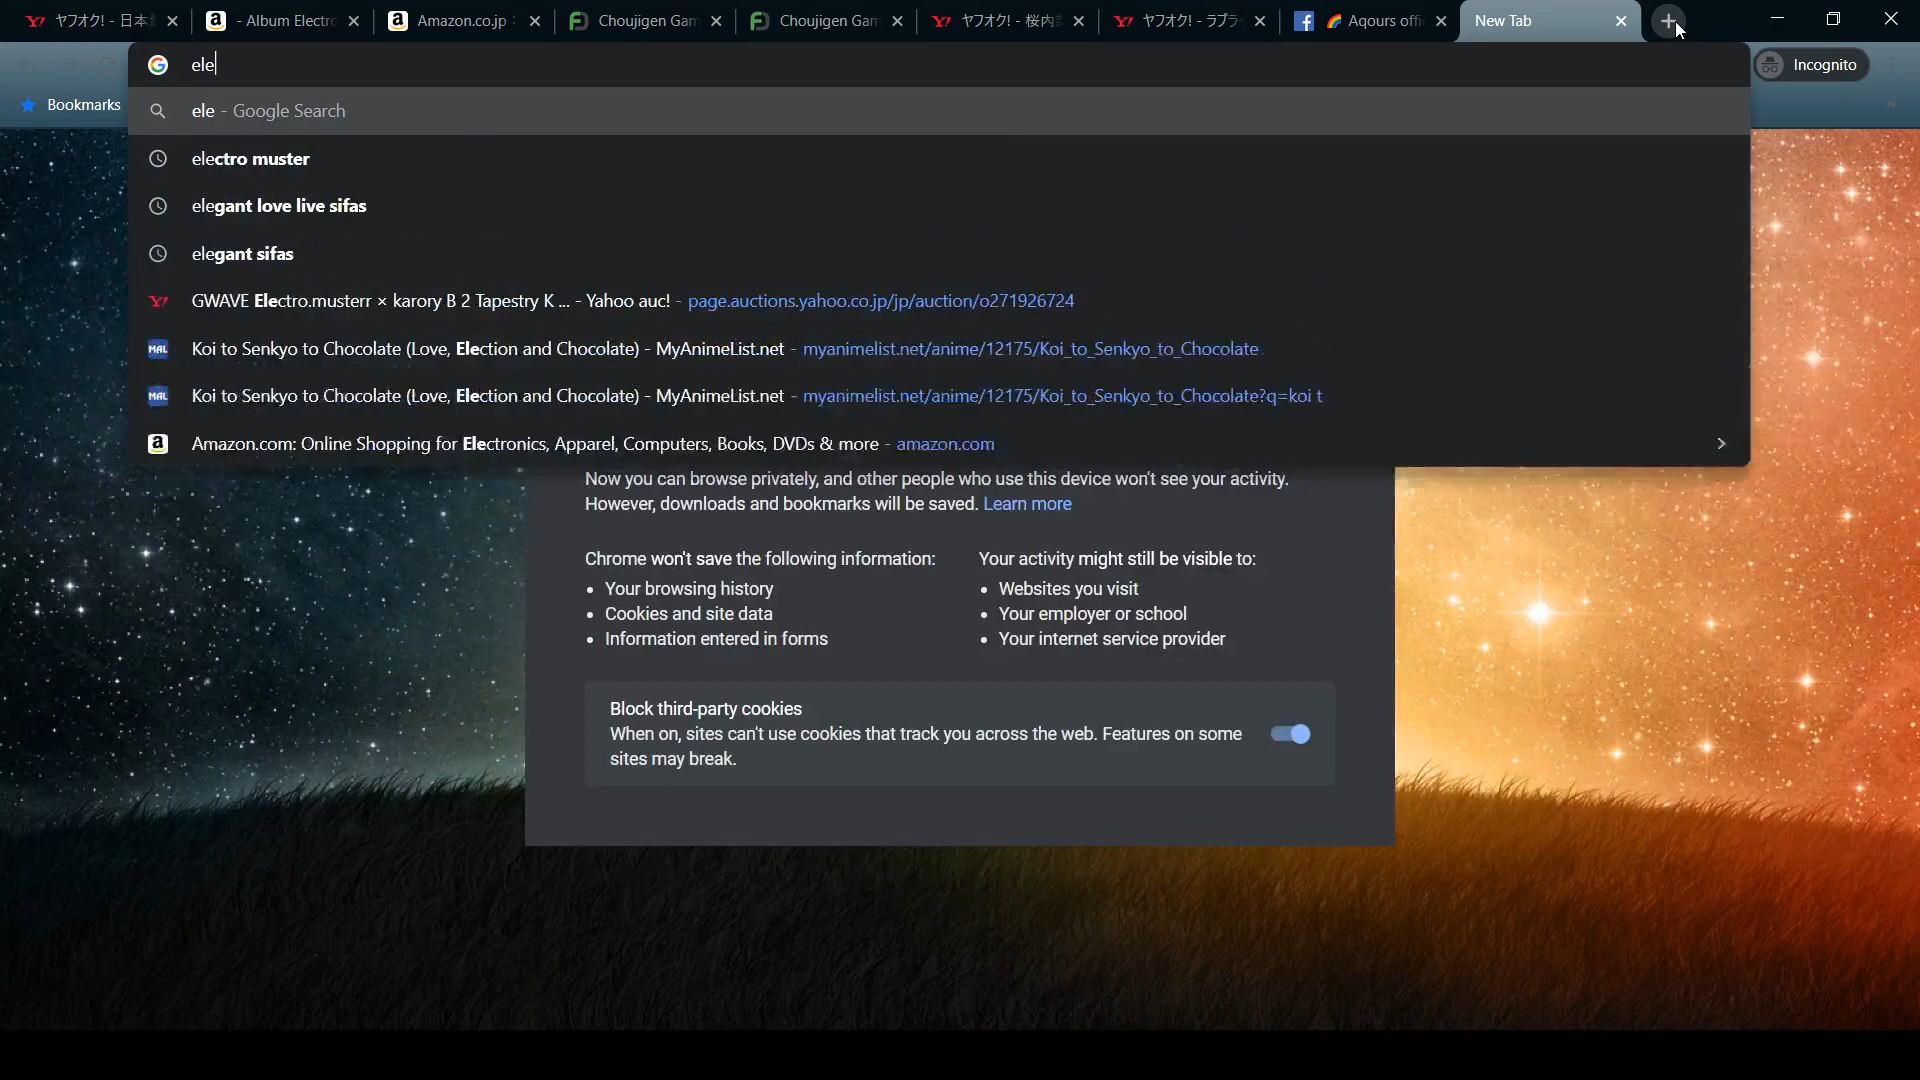 ヤフオク! - 日本
- Album Electro
Amazon.co.jp :
Choujigen Gam
Choujigen Gam
ヤフオク! - 桜内
ヤフオク! - ラブラ
Aqours offi
New Tab
ele
Incognito
Bookmarks
»
ele - Google Search
electro muster
elegant love live sifas
elegant sifas
GWAVE Electro.musterr × karory B 2 Tapestry K ... - Yahoo auc! - page.auctions.yahoo.co.jp/jp/auction/o271926724
Koi to Senkyo to Chocolate (Love, Election and Chocolate) - MyAnimeList.net - myanimelist.net/anime/12175/Koi_to_Senkyo_to_Chocolate
Koi to Senkyo to Chocolate (Love, Election and Chocolate) - MyAnimeList.net - myanimelist.net/anime/12175/Koi_to_Senkyo_to_Chocolate?q=koi t
Amazon.com: Online Shopping for Electronics, Apparel, Computers, Books, DVDs & more - amazon.com
Now you can browse privately, and other people who use this device won't see your activity.
However, downloads and bookmarks will be saved. Learn more
Chrome won't save the following information:
• Your browsing history
• Cookies and site data
• Information entered in forms
Your activity might still be visible to:
• Websites you visit
• Your employer or school
• Your internet service provider
Block third-party cookies
When on, sites can't use cookies that track you across the web. Features on some
sites may break.